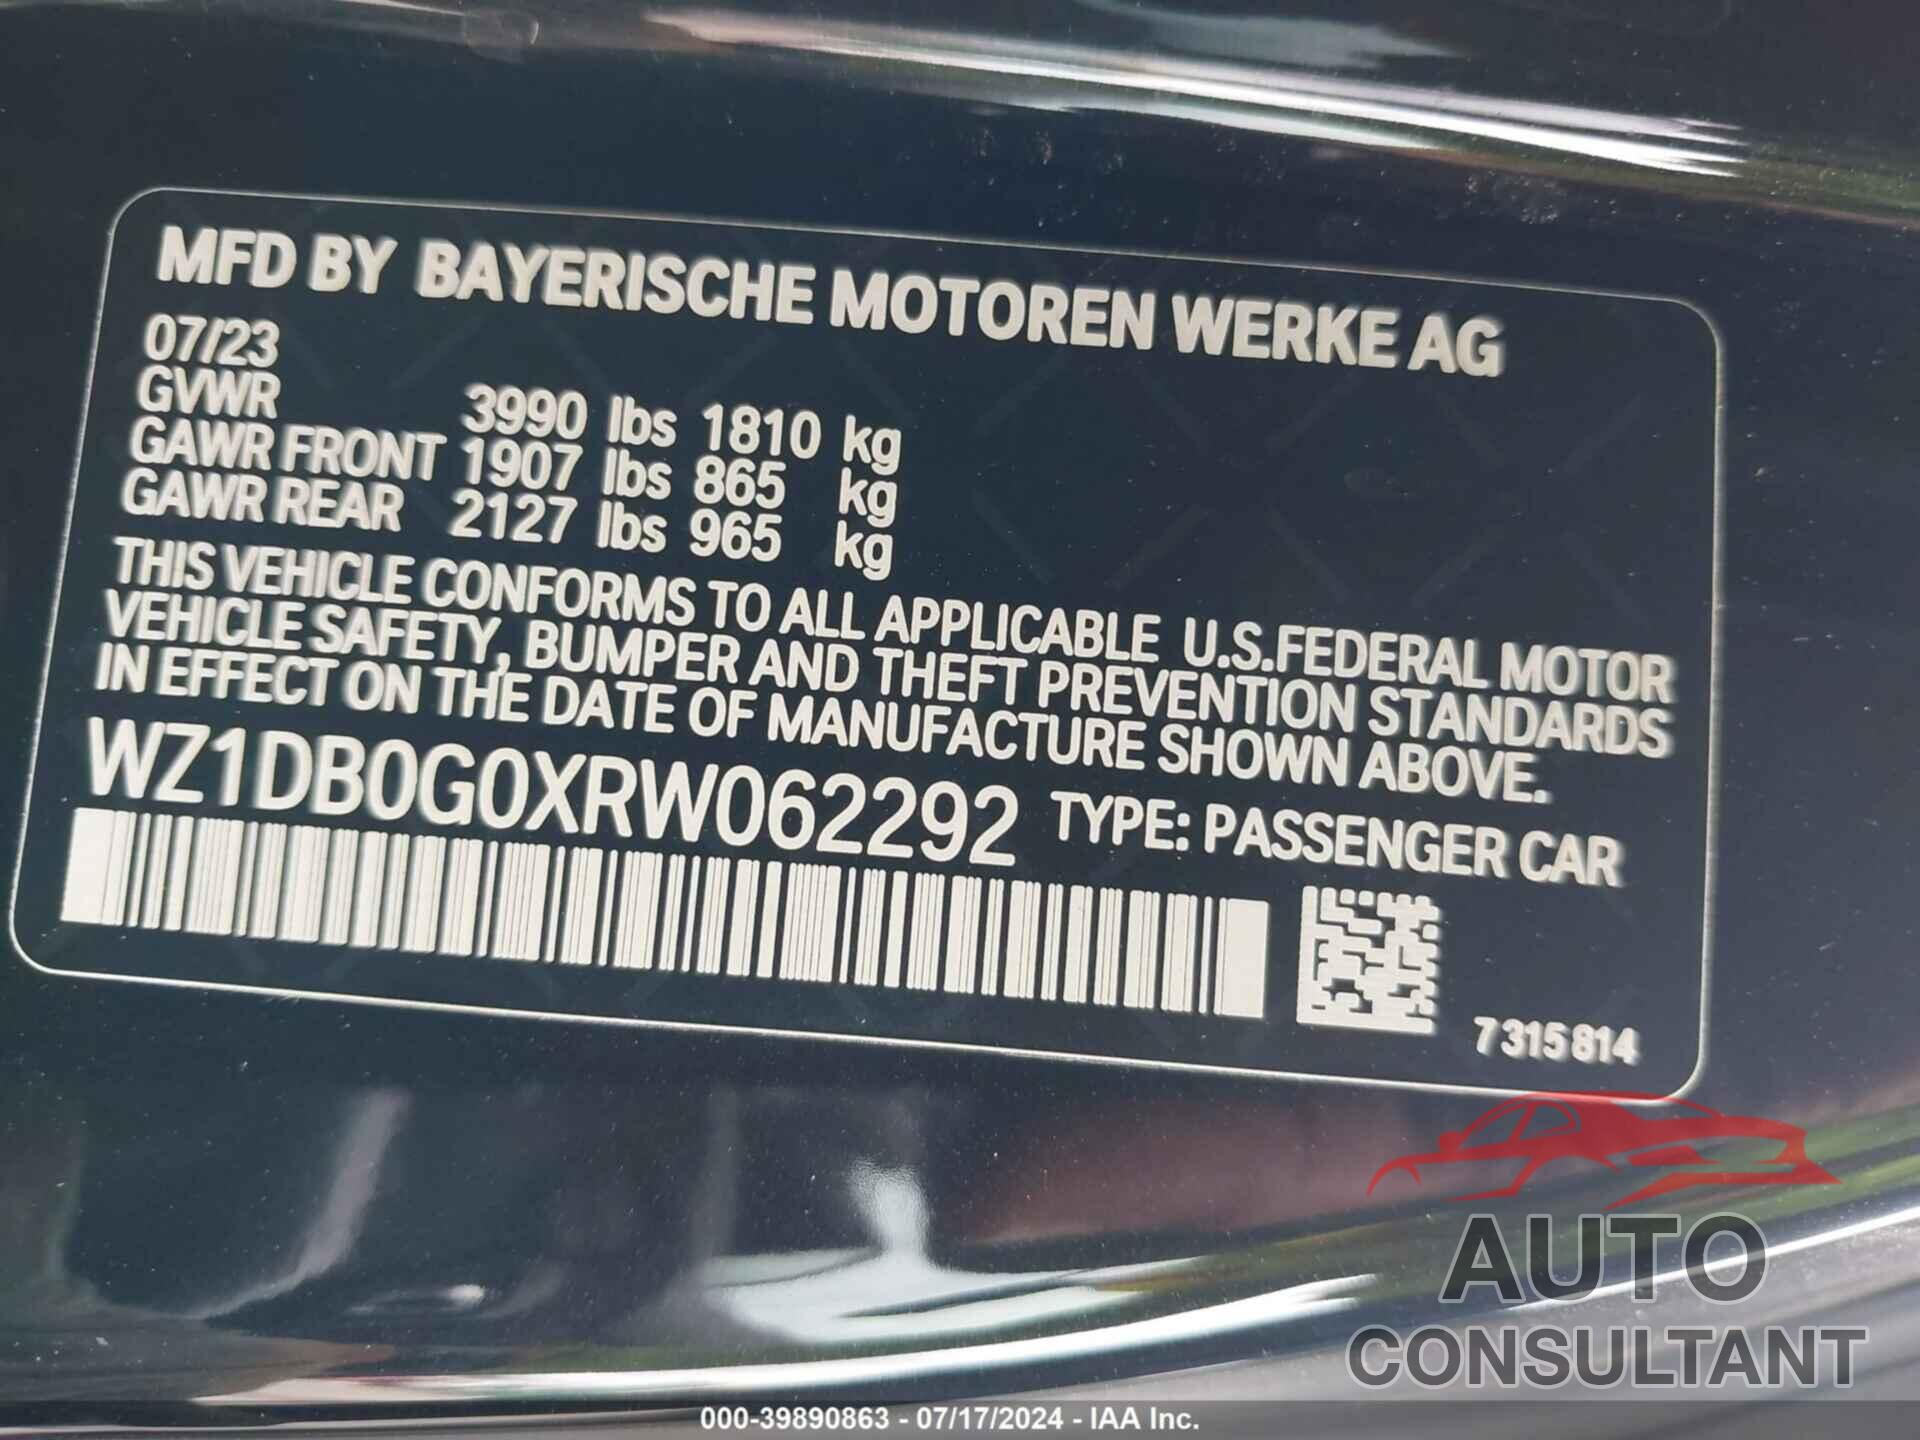 MFD BY BAYERISCHE MOTOREN WERKE AG
07/23
GVWR 3990 lbs 1810 kg
GAWR FRONT 1907 lbs 865 kg
GAWR REAR 2127 lbs 965 kg
THIS VEHICLE CONFORMS TO ALL APPLICABLE U.S.FEDERAL MOTOR
VEHICLE SAFETY, BUMPER AND THEFT PREVENTION STANDARDS
IN EFFECT ON THE DATE OF MANUFACTURE SHOWN ABOVE.
WZ1DB0G0XRW062292 TYPE: PASSENGER CAR
7 315 814
AUTO
CONSULTANT
000-39890863 - 07/17/2024 - IAA Inc.